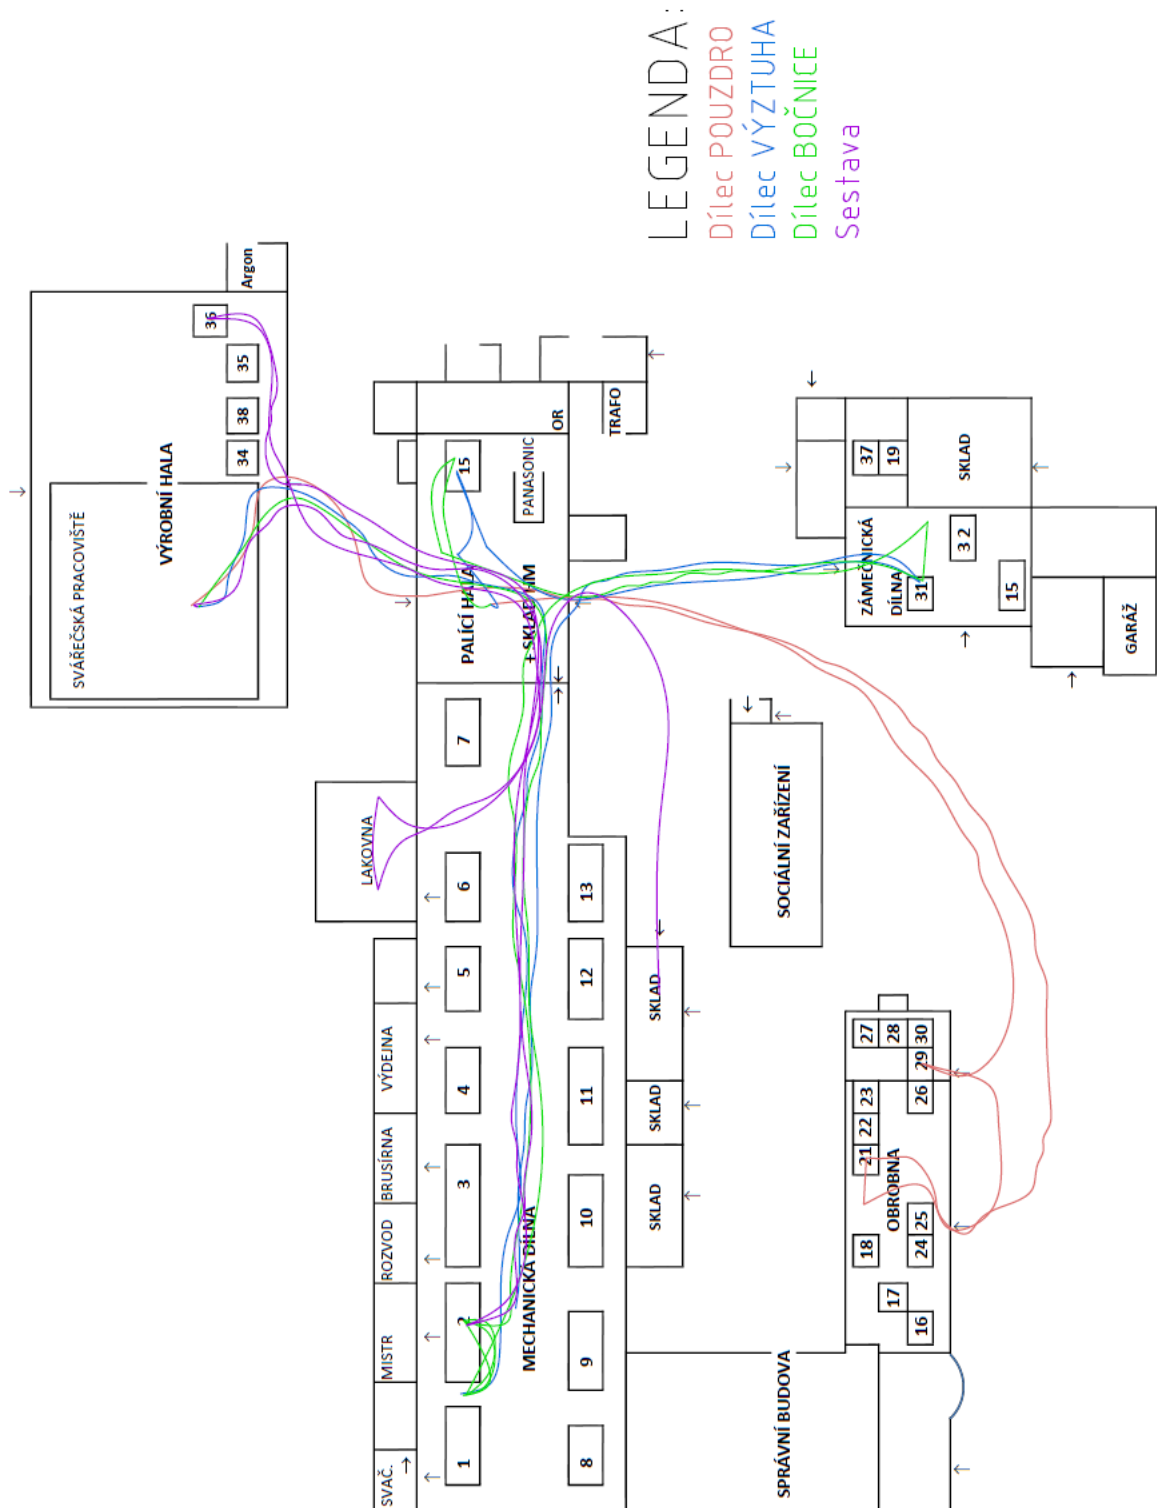 LEGENDA:
Dílec POUZDRO
Dílec VÝZTUHA
Dílec BOČNICE
Sestava
SVÁŘEČSKÁ PRACOVIŠTĚ
VÝROBNÍ HALA
34
38
35
36
Argon
LAKOVNA
SVAČ.
MISTR
ROZVOD
BRUSÍRNA
VÝDEJNA
1
2
3
4
5
6
7
PALÍCÍ HALA
15
PANASONIC
OR
TRAFO
MECHANICKÁ DÍLNA
8
9
10
11
12
13
SKLAD
SKLAD
SKLAD
SPRÁVNÍ BUDOVA
SOCIÁLNÍ ZAŘÍZENÍ
OBROBNA
16
17
18
24
25
21
22
23
26
27
28
29
30
ZÁMEČNICKÁ
DÍLNA
31
32
15
37
19
SKLAD
GARÁŽ